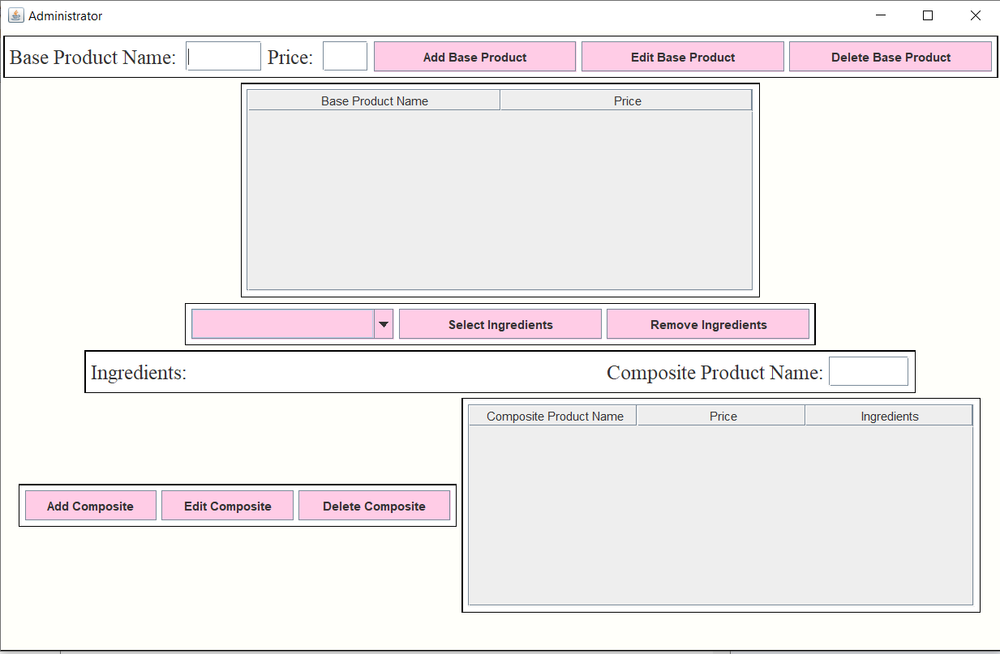 Administrator
Base Product Name: Price: Add Base Product Edit Base Product Delete Base Product
Base Product Name Price
Select Ingredients Remove Ingredients
Ingredients: Composite Product Name:
Composite Product Name Price Ingredients
Add Composite Edit Composite Delete Composite